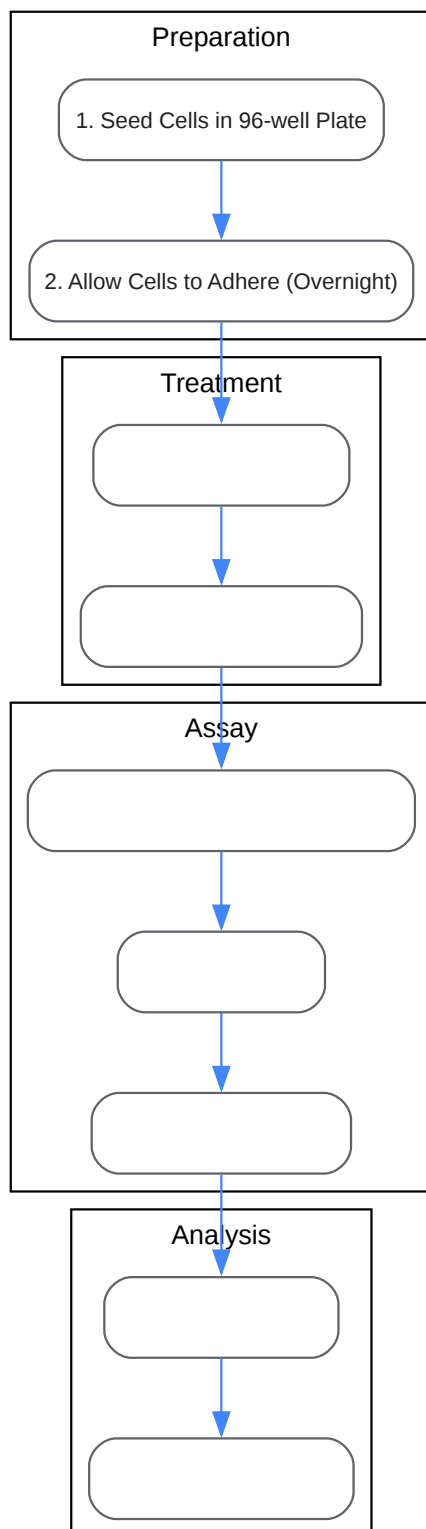 Preparation
1. Seed Cells in 96-well Plate
2. Allow Cells to Adhere (Overnight)
Treatment
Assay
Analysis